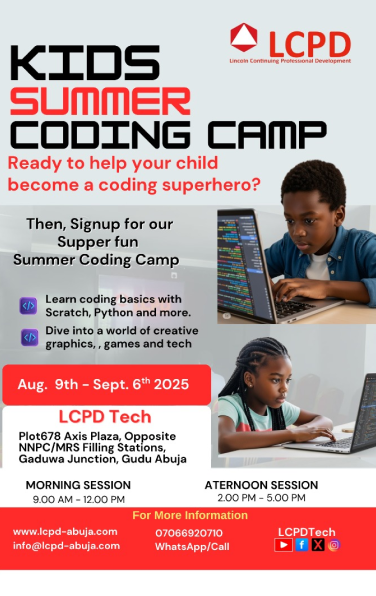 LCPD
Lincoln Continuing Professional Development
KIDS
SUMMER
CODING CAMP
Ready to help your child
become a coding superhero?
Then, Signup for our
Supper fun
Summer Coding Camp
Learn coding basics with
Scratch, Python and more.
Dive into a world of creative
graphics, , games and tech
Aug. 9th - Sept. 6th 2025
LCPD Tech
Plot678 Axis Plaza, Opposite
NNPC/MRS Filling Stations,
Gaduwa Junction, Gudu Abuja
MORNING SESSION
9.00 AM - 12.00 PM
ATERNOON SESSION
2.00 PM - 5.00 PM
For More Information
www.lcpd-abuja.com
info@lcpd-abuja.com
07066920710
WhatsApp/Call
LCPDTech